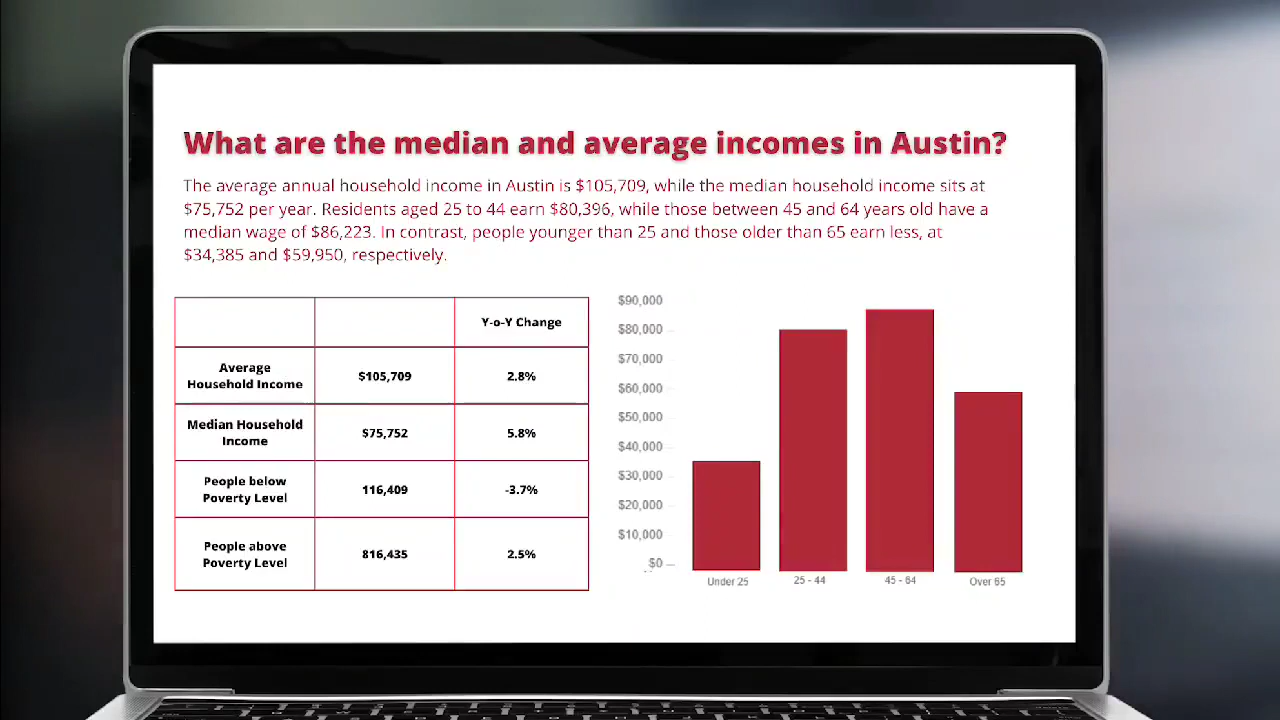 What are the median and average incomes in Austin?
The average annual household income in Austin is $105,709, while the median household income sits at
$75,752 per year. Residents aged 25 to 44 earn $80,396, while those between 45 and 64 years old have a
median wage of $86,223. In contrast, people younger than 25 and those older than 65 earn less, at
$34,385 and $59,950, respectively.
Y-o-Y Change
Average
Household Income
$105,709
2.8%
Median Household
Income
$75,752
5.8%
People below
Poverty Level
116,409
-3.7%
People above
Poverty Level
816,435
2.5%
$90,000
$80,000
$70,000
$60,000
$50,000
$40,000
$30,000
$20,000
$10,000
$0
Under 25
25 - 44
45 - 64
Over 65